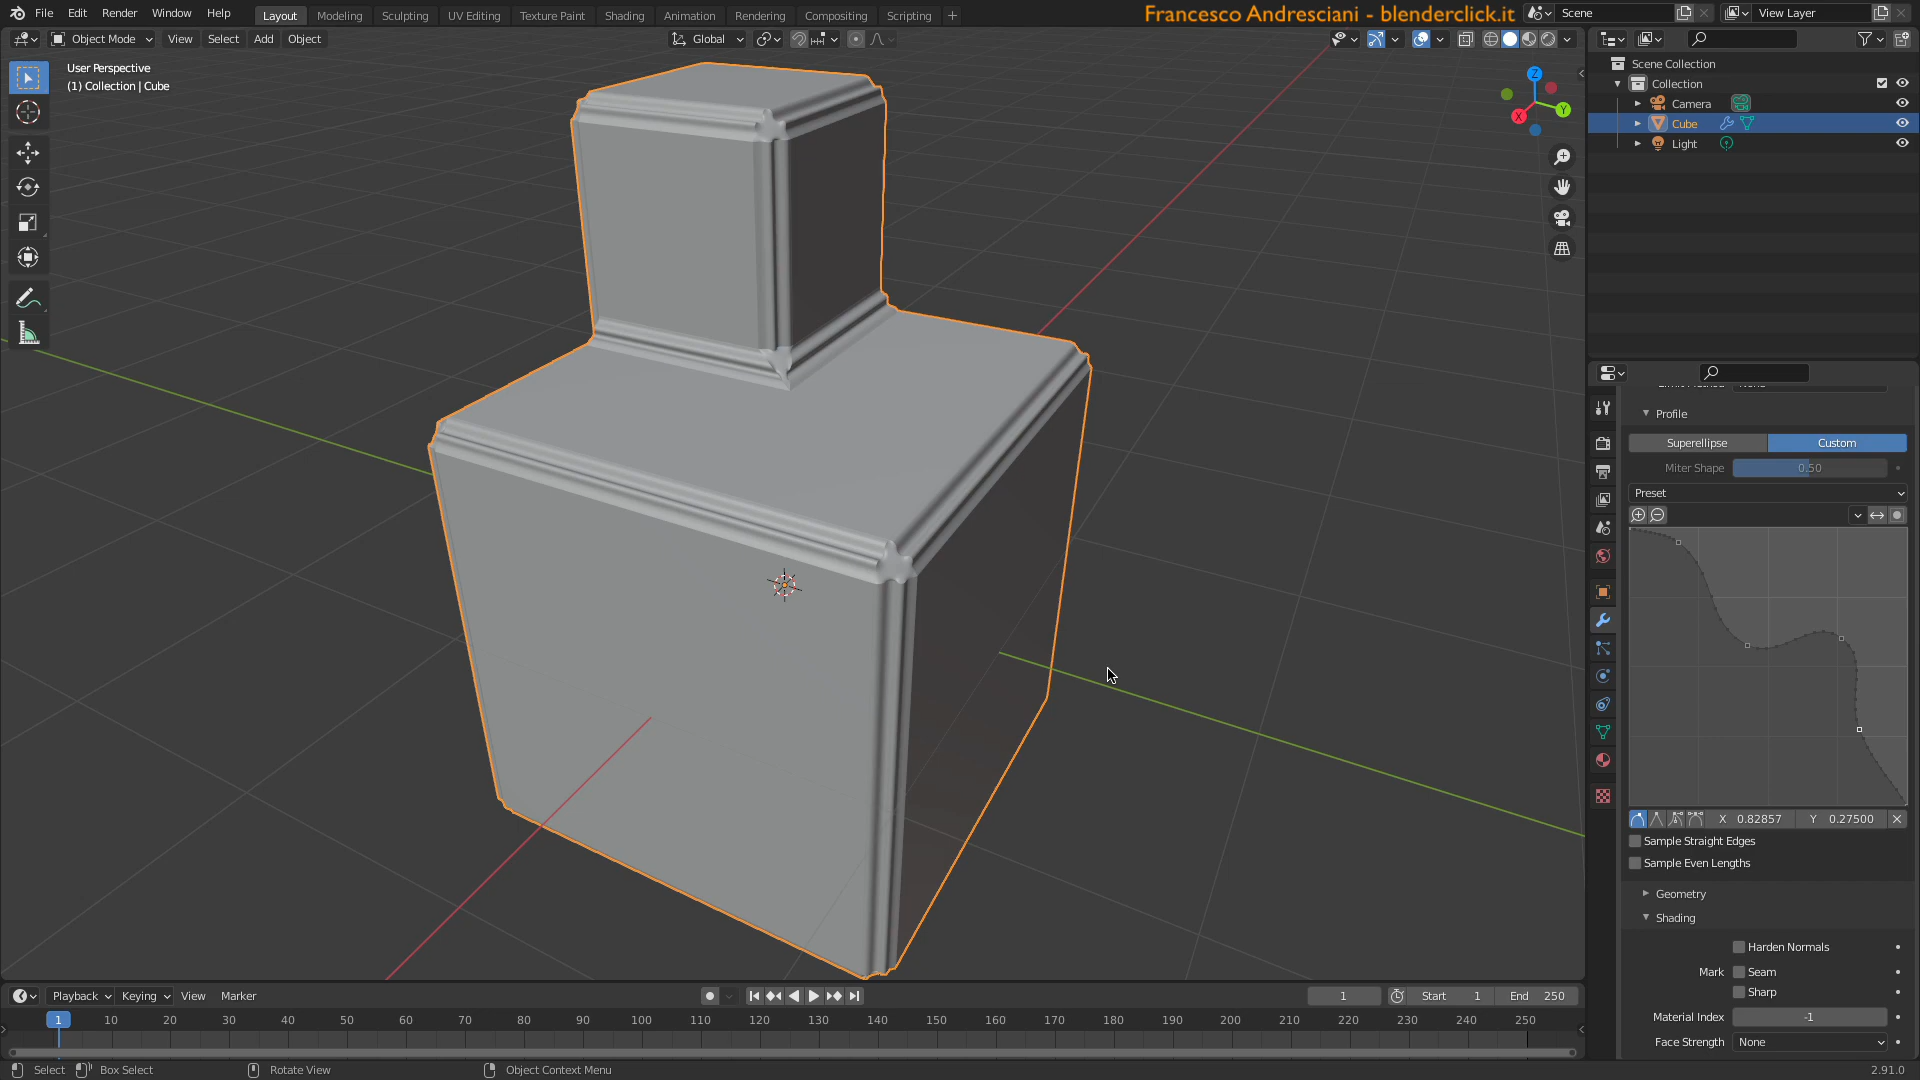 File Edit Render Window Help
Layout Modeling Sculpting UV Editing Texture Paint Shading Animation Rendering Compositing Scripting
Francesco Andresciani - blenderclick.it
Scene
View Layer
Object Mode View Select Add Object
Global
User Perspective
(1) Collection | Cube
Z
Y
X
Scene Collection
Collection
Camera
Cube
Light
Profile
Superellipse Custom
Miter Shape 0.50
Preset
X 0.82857 Y 0.27500
Sample Straight Edges
Sample Even Lengths
Geometry
Shading
Harden Normals
Mark Seam
Sharp
Material Index -1
Face Strength None
Playback Keying View Marker
1 Start 1 End 250
1 10 20 30 40 50 60 70 80 90 100 110 120 130 140 150 160 170 180 190 200 210 220 230 240 250
Select Box Select Rotate View Object Context Menu
2.91.0